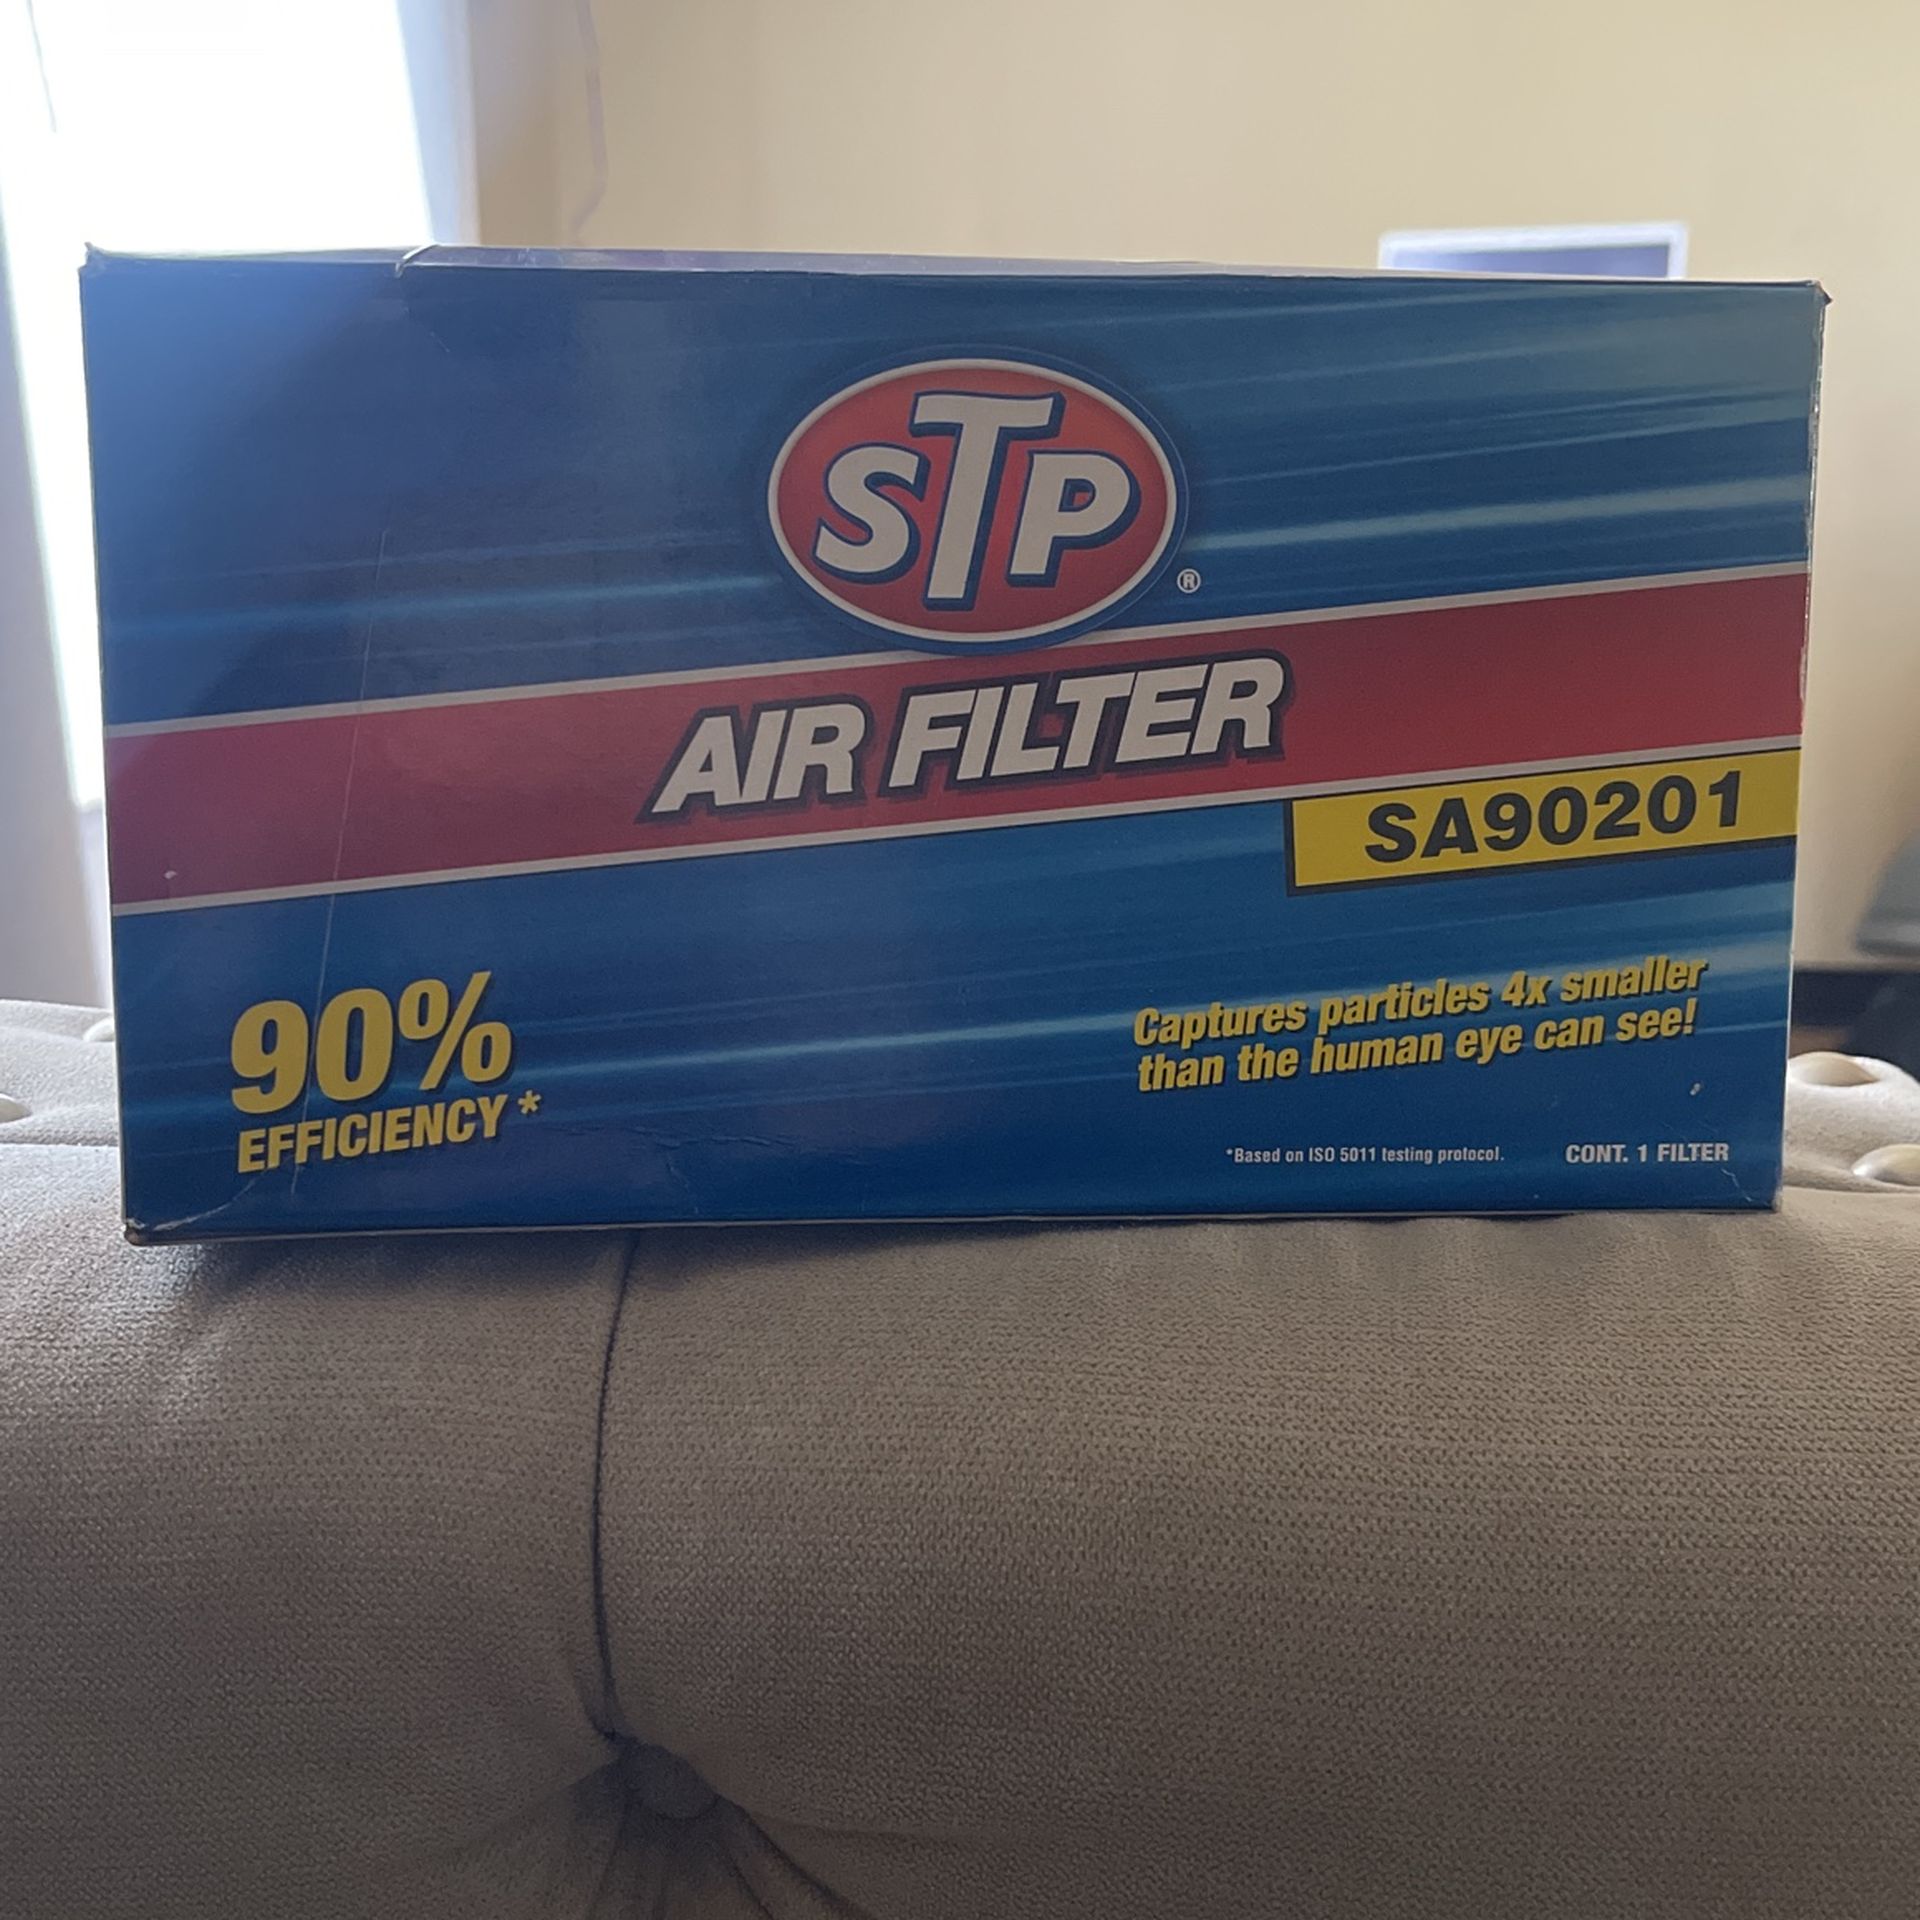 STP®
AIR FILTER
SA90201
90%
EFFICIENCY*
Captures particles 4x smaller
than the human eye can see!
*Based on ISO 5011 testing protocol.
CONT. 1 FILTER